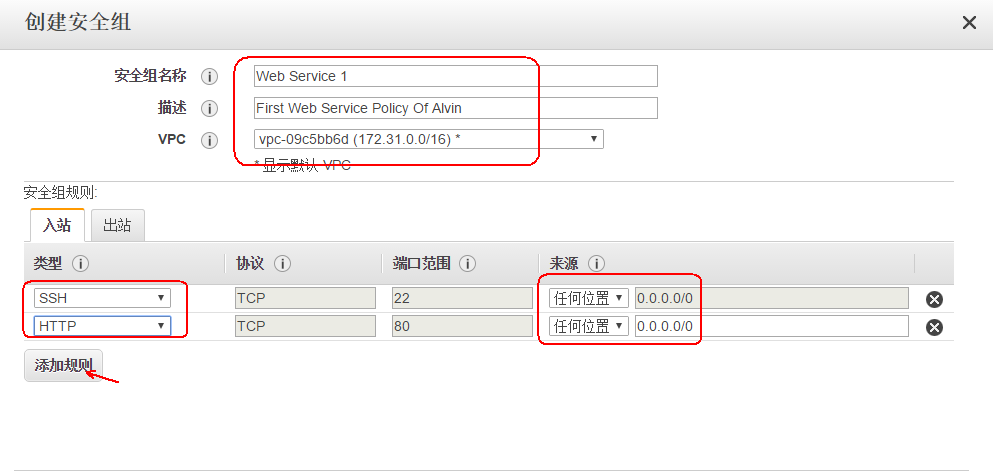 创建安全组
安全组名称 Web Service 1
描述 First Web Service Policy Of Alvin
VPC vpc-09c5bb6d (172.31.0.0/16) *
* 显示默认 VPC
安全组规则:
入站 出站
类型 协议 端口范围 来源
SSH TCP 22 任何位置 0.0.0.0/0
HTTP TCP 80 任何位置 0.0.0.0/0
添加规则